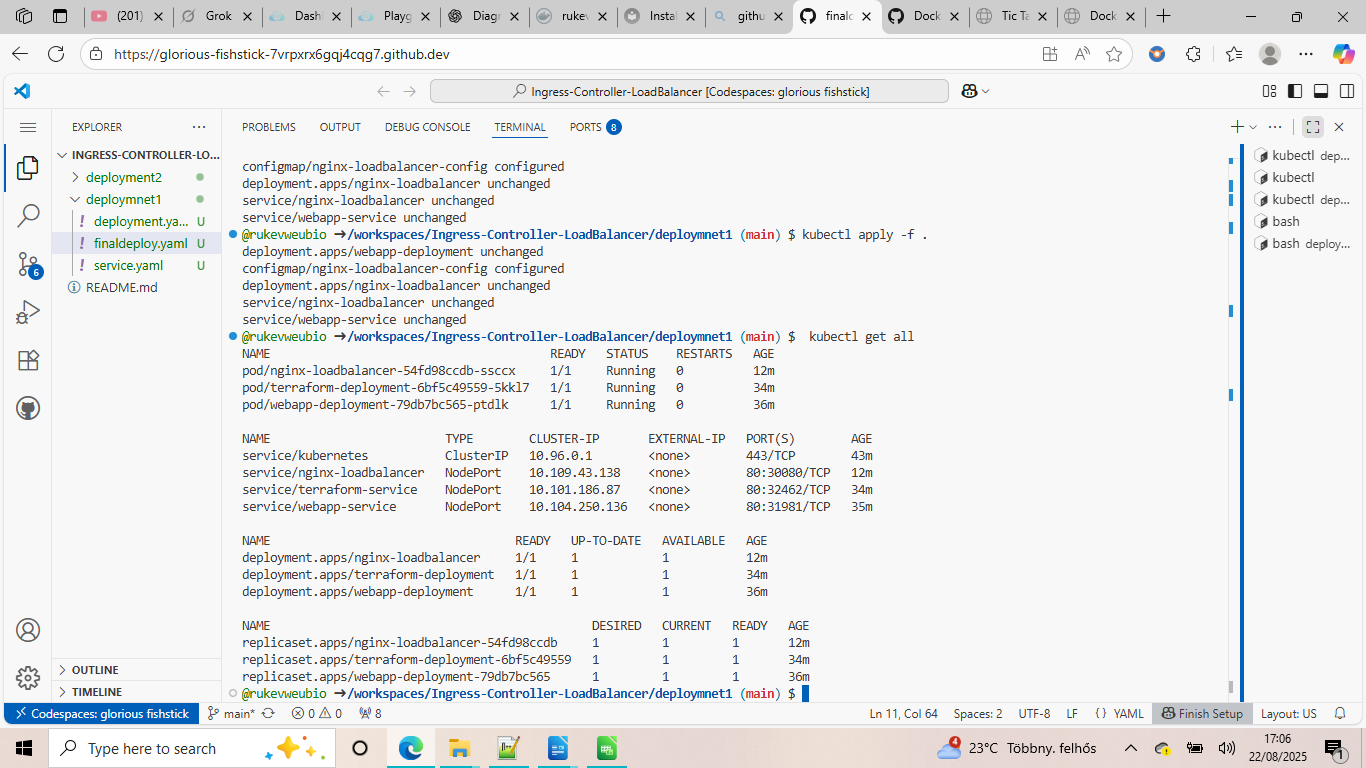 (201)
Grok
Dash
Playg
Diagn
rukev
Instal
githu
finald
Dock
Tic Ta
Dock
https://glorious-fishstick-7vrpxrx6gqj4cqg7.github.dev
Ingress-Controller-LoadBalancer [Codespaces: glorious fishstick]
EXPLORER
INGRESS-CONTROLLER-LO...
deployment2
deploymnet1
! deployment.ya... U
! finaldeploy.yaml U
! service.yaml U
README.md
OUTLINE
TIMELINE
6
PROBLEMS OUTPUT DEBUG CONSOLE TERMINAL PORTS 8
configmap/nginx-loadbalancer-config configured
deployment.apps/nginx-loadbalancer unchanged
service/nginx-loadbalancer unchanged
service/webapp-service unchanged
@rukevweubio ➜/workspaces/Ingress-Controller-LoadBalancer/deploymnet1 (main) $ kubectl apply -f .
deployment.apps/webapp-deployment unchanged
configmap/nginx-loadbalancer-config configured
deployment.apps/nginx-loadbalancer unchanged
service/nginx-loadbalancer unchanged
service/webapp-service unchanged
@rukevweubio ➜/workspaces/Ingress-Controller-LoadBalancer/deploymnet1 (main) $  kubectl get all
NAME READY STATUS RESTARTS AGE
pod/nginx-loadbalancer-54fd98ccdb-ssccx 1/1 Running 0 12m
pod/terraform-deployment-6bf5c49559-5kkl7 1/1 Running 0 34m
pod/webapp-deployment-79db7bc565-ptdlk 1/1 Running 0 36m
NAME TYPE CLUSTER-IP EXTERNAL-IP PORT(S) AGE
service/kubernetes ClusterIP 10.96.0.1 <none> 443/TCP 43m
service/nginx-loadbalancer NodePort 10.109.43.138 <none> 80:30080/TCP 12m
service/terraform-service NodePort 10.101.186.87 <none> 80:32462/TCP 34m
service/webapp-service NodePort 10.104.250.136 <none> 80:31981/TCP 35m
NAME READY UP-TO-DATE AVAILABLE AGE
deployment.apps/nginx-loadbalancer 1/1 1 1 12m
deployment.apps/terraform-deployment 1/1 1 1 34m
deployment.apps/webapp-deployment 1/1 1 1 36m
NAME DESIRED CURRENT READY AGE
replicaset.apps/nginx-loadbalancer-54fd98ccdb 1 1 1 12m
replicaset.apps/terraform-deployment-6bf5c49559 1 1 1 34m
replicaset.apps/webapp-deployment-79db7bc565 1 1 1 36m
@rukevweubio ➜/workspaces/Ingress-Controller-LoadBalancer/deploymnet1 (main) $
kubectl dep...
kubectl
kubectl dep...
bash
bash deploy...
Codespaces: glorious fishstick main* 0 0 8 Ln 11, Col 64 Spaces: 2 UTF-8 LF {} YAML Finish Setup Layout: US
Type here to search
4
23°C Többny. felhős
17:06
22/08/2025
1